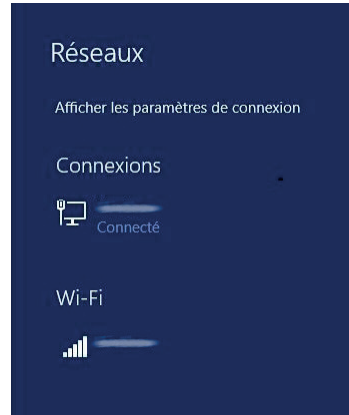 Réseaux
Afficher les paramètres de connexion
Connexions
Connecté
Wi-Fi